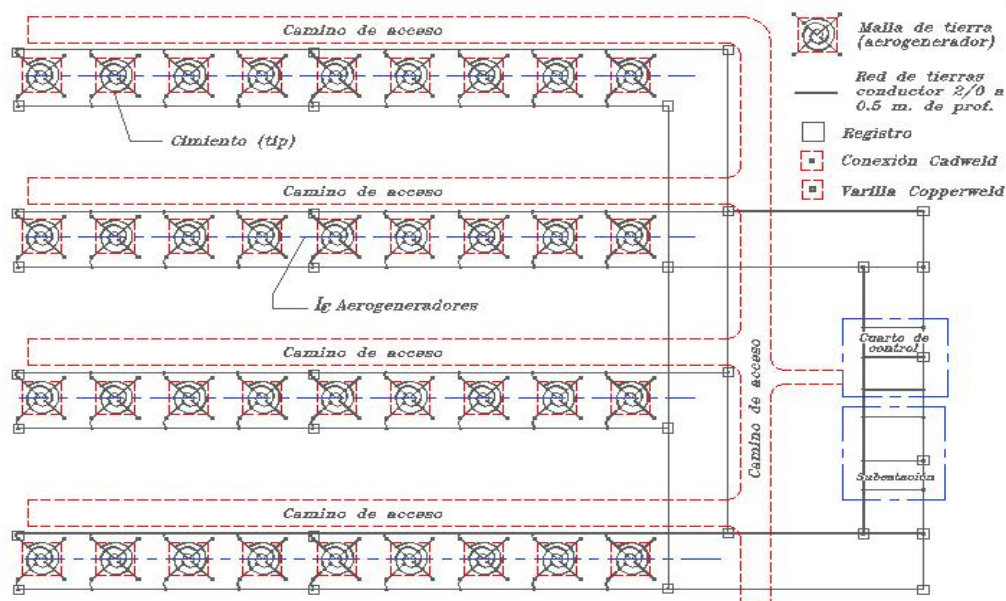 Camino de acceso
Malla de tierra
(aerogenerador)
Red de tierras
conductor 2/0 a
0.5 m. de prof.
Cimiento (tip)
Registro
Conexión Cadweld
Camino de acceso
Varilla Copperweld
Aerogeneradores
Camino de acceso
Cuarto de
control
Camino de acceso
Subestación
Camino de acceso